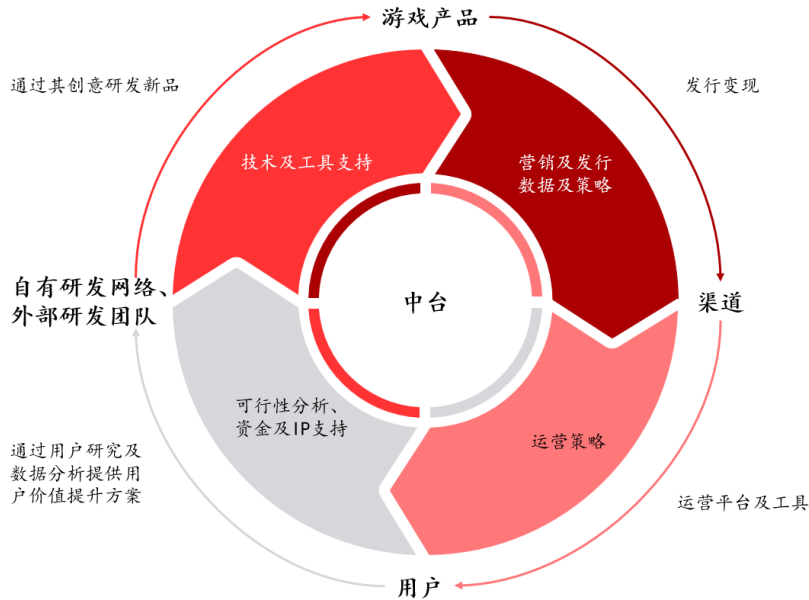 游戏产品
通过其创意研发新品
发行变现
技术及工具支持
营销及发行
数据及策略
自有研发网络、
外部研发团队
中台
渠道
可行性分析、
资金及IP支持
运营策略
通过用户研究及
数据分析提供用
户价值提升方案
运营平台及工具
用户